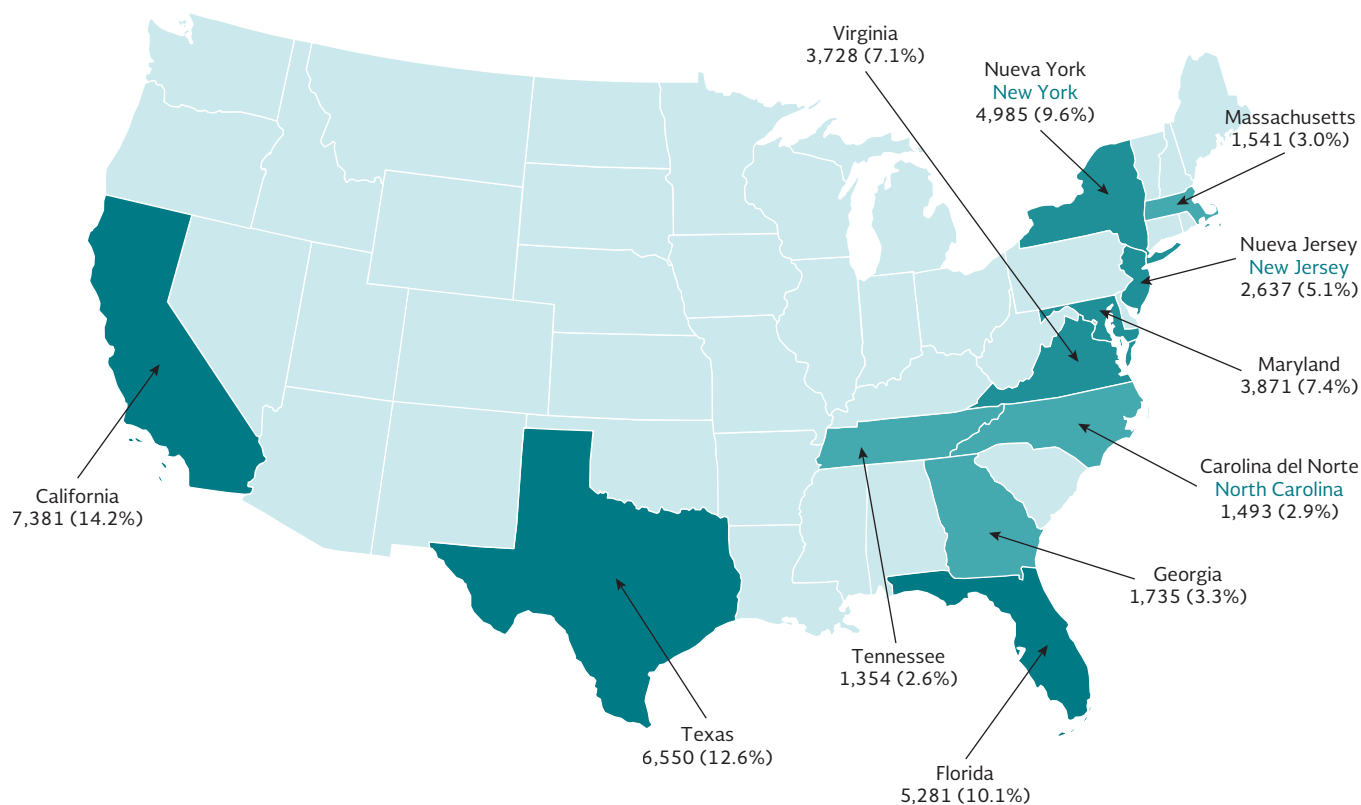 Virginia
3,728 (7.1%)
Nueva York
New York
4,985 (9.6%)
Massachusetts
1,541 (3.0%)
Nueva Jersey
New Jersey
2,637 (5.1%)
Maryland
3,871 (7.4%)
Carolina del Norte
North Carolina
1,493 (2.9%)
California
7,381 (14.2%)
Georgia
1,735 (3.3%)
Tennessee
1,354 (2.6%)
Texas
6,550 (12.6%)
Florida
5,281 (10.1%)